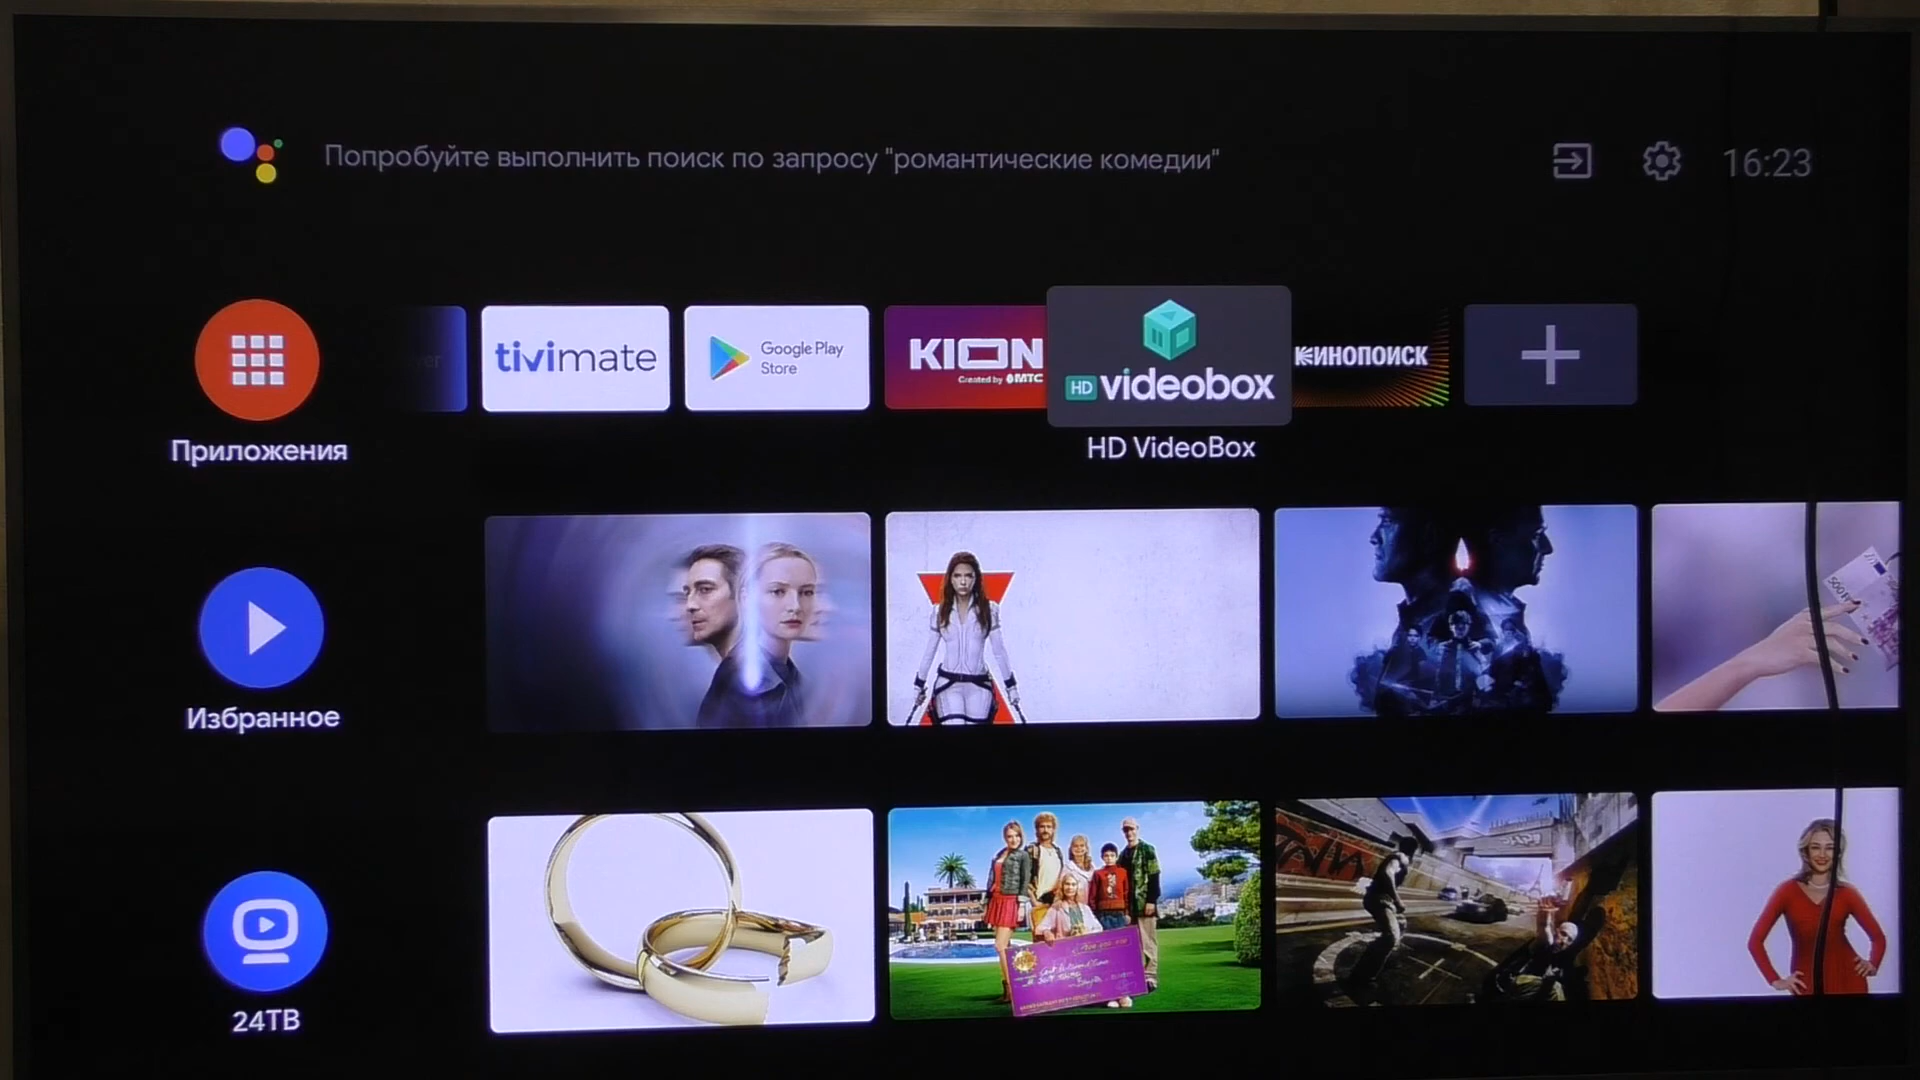 Попробуйте выполнить поиск по запросу "романтические комедии"
16:23
tivimate
Google Play
Store
KION
Created by МТС
HD videobox
КИНОПОИСК
Приложения
HD VideoBox
Избранное
24ТВ